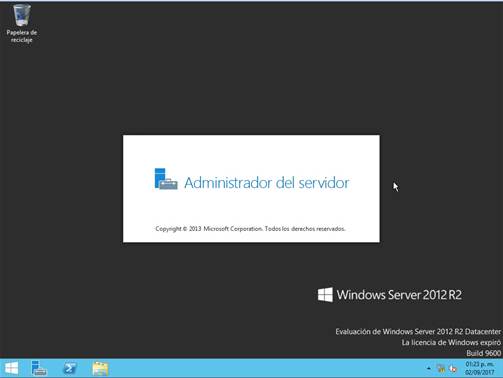 Papelera de
reciclaje
Administrador del servidor
Copyright © 2013 Microsoft Corporation. Todos los derechos reservados.
Windows Server 2012 R2
Evaluación de Windows Server 2012 R2 Datacenter
La licencia de Windows expiró
Build 9600
01:23 p. m.
02/09/2017